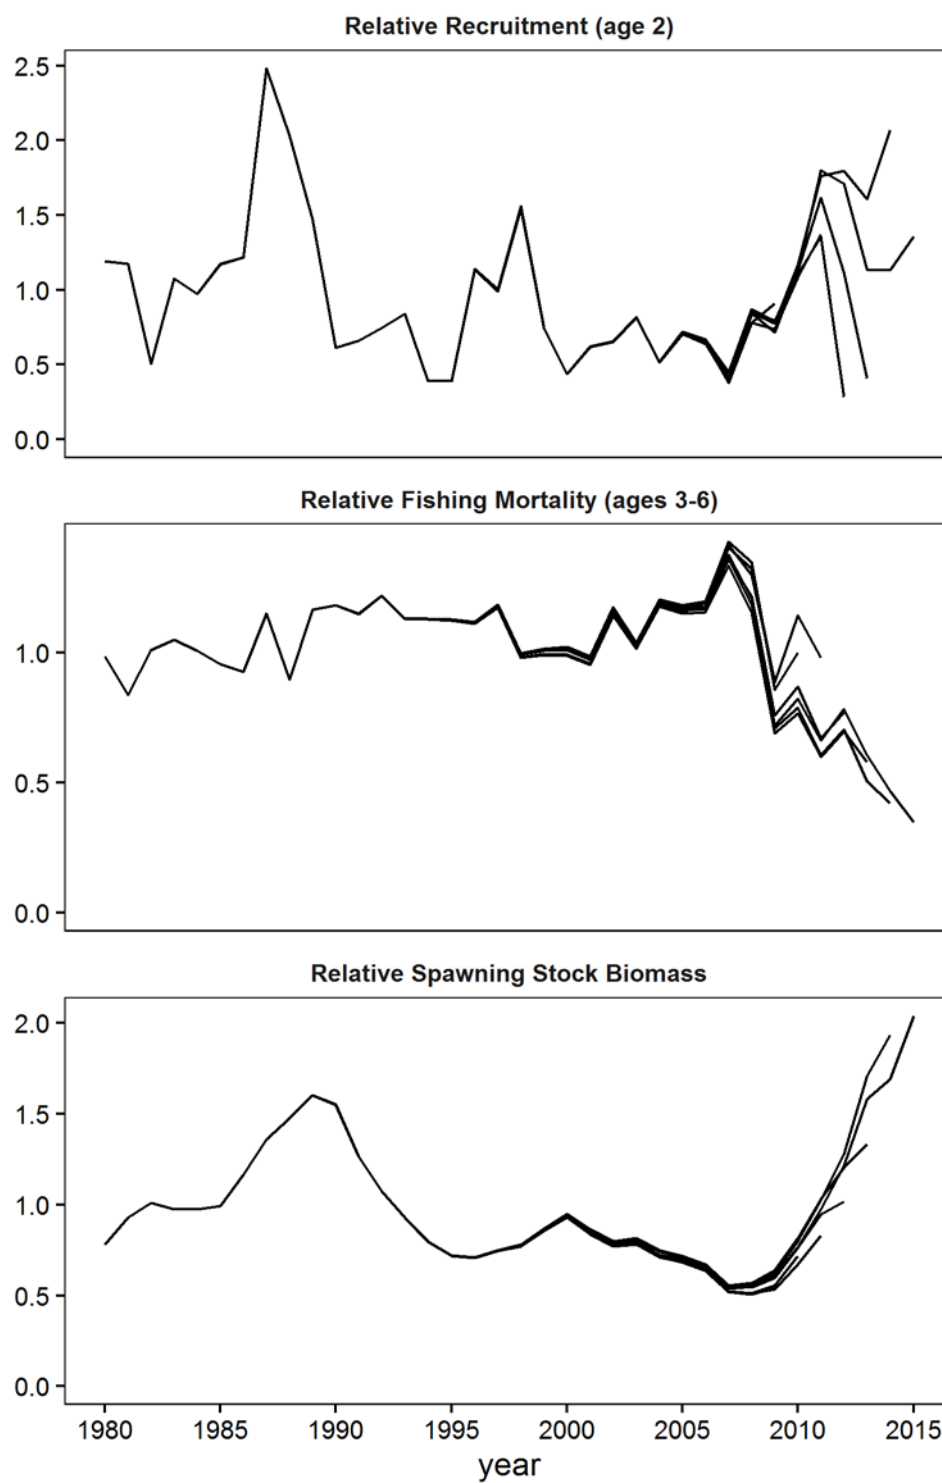 Relative Recruitment (age 2)
2.5
2.0
1.5
1.0
0.5
0.0
Relative Fishing Mortality (ages 3-6)
1.0
0.5
0.0
Relative Spawning Stock Biomass
2.0
1.5
1.0
0.5
0.0
1980 1985 1990 1995 2000 2005 2010 2015
year